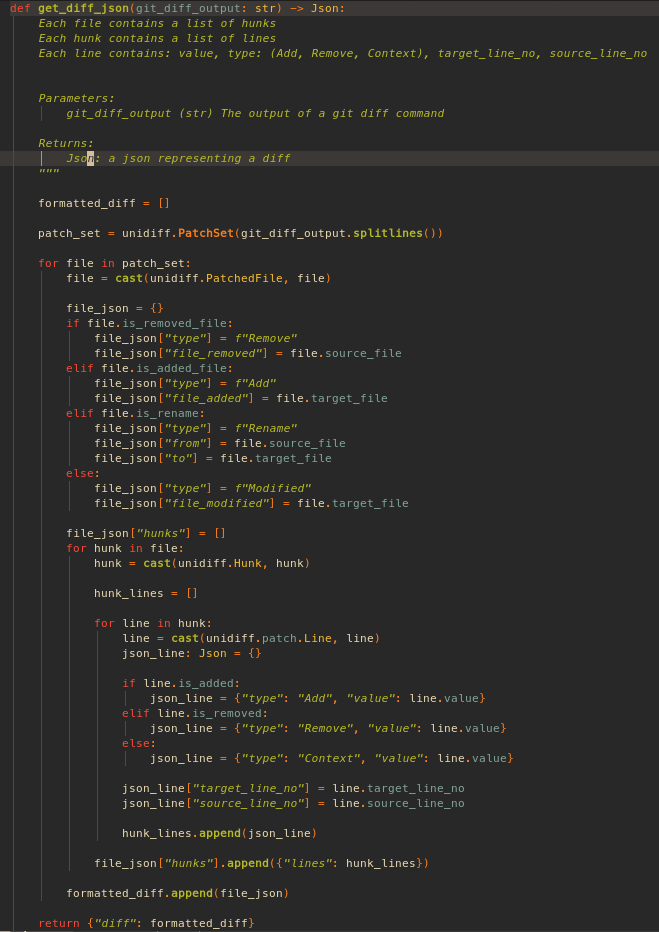 def get_diff_json(git_diff_output: str) -> Json:
    Each file contains a list of hunks
    Each hunk contains a list of lines
    Each line contains: value, type: (Add, Remove, Context), target_line_no, source_line_no
    Parameters:
        git_diff_output (str) The output of a git diff command
    Returns:
        Json: a json representing a diff
    """
    formatted_diff = []
    patch_set = unidiff.PatchSet(git_diff_output.splitlines())
    for file in patch_set:
        file = cast(unidiff.PatchedFile, file)
        file_json = {}
        if file.is_removed_file:
            file_json["type"] = f"Remove"
            file_json["file_removed"] = file.source_file
        elif file.is_added_file:
            file_json["type"] = f"Add"
            file_json["file_added"] = file.target_file
        elif file.is_rename:
            file_json["type"] = f"Rename"
            file_json["from"] = file.source_file
            file_json["to"] = file.target_file
        else:
            file_json["type"] = f"Modified"
            file_json["file_modified"] = file.target_file
        file_json["hunks"] = []
        for hunk in file:
            hunk = cast(unidiff.Hunk, hunk)
            hunk_lines = []
            for line in hunk:
                line = cast(unidiff.patch.Line, line)
                json_line: Json = {}
                if line.is_added:
                    json_line = {"type": "Add", "value": line.value}
                elif line.is_removed:
                    json_line = {"type": "Remove", "value": line.value}
                else:
                    json_line = {"type": "Context", "value": line.value}
                json_line["target_line_no"] = line.target_line_no
                json_line["source_line_no"] = line.source_line_no
                hunk_lines.append(json_line)
            file_json["hunks"].append({"lines": hunk_lines})
        formatted_diff.append(file_json)
    return {"diff": formatted_diff}